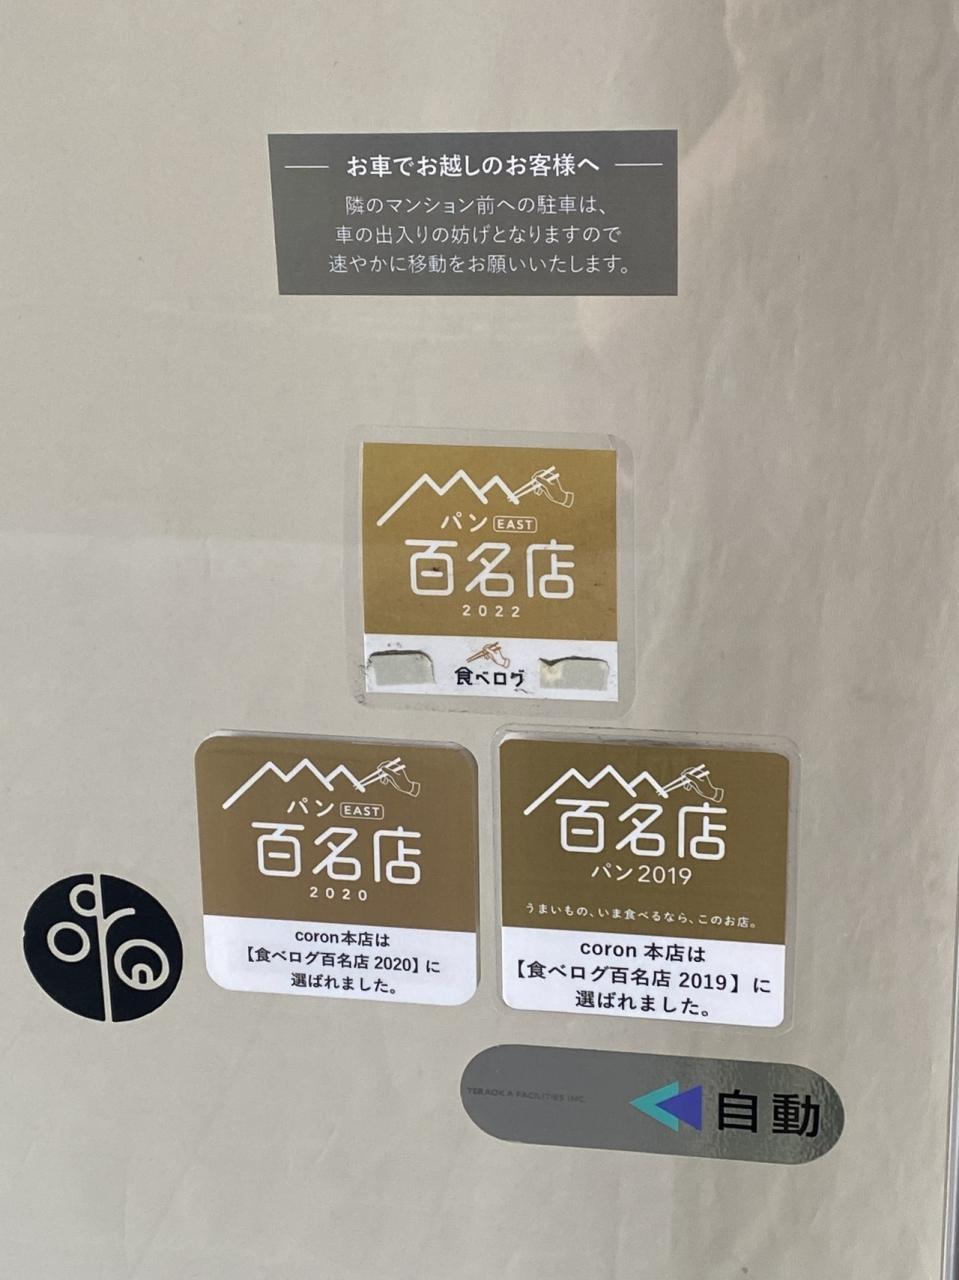 お車でお越しのお客様へ
隣のマンション前への駐車は、
車の出入りの妨げとなりますので
速やかに移動をお願いいたします。
パン EAST
百名店
2022
食べログ
パン EAST
百名店
2020
coron本店は
【食べログ百名店 2020】に
選ばれました。
百名店
パン2019
うまいもの、いま食べるなら、このお店。
coron 本店は
【食べログ百名店 2019】に
選ばれました。
TERAOKA FACILITIES INC.
自動